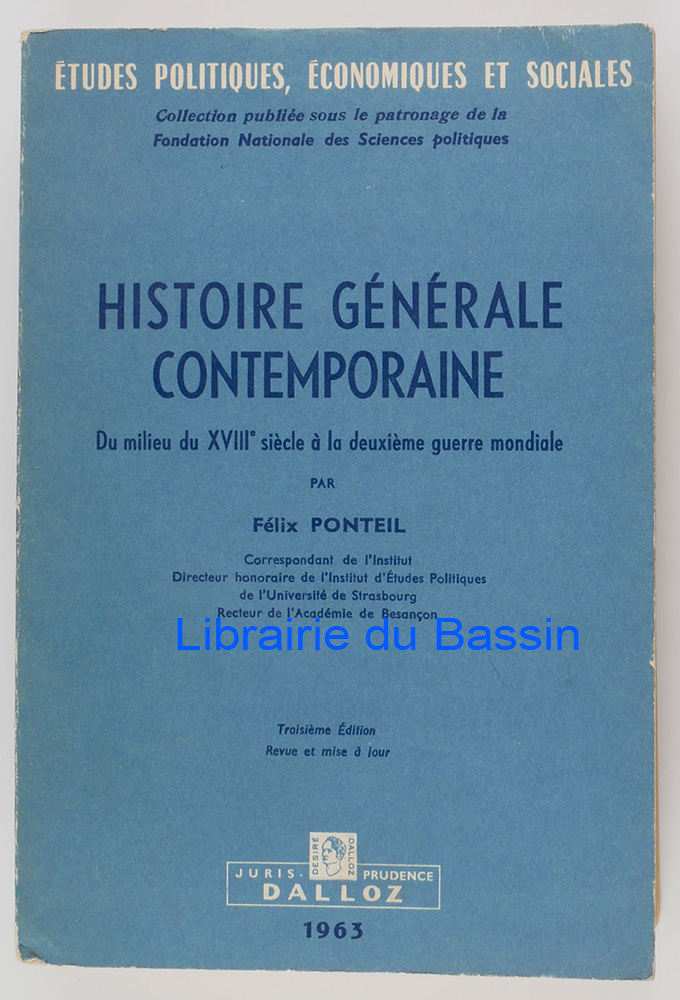 ÉTUDES POLITIQUES, ÉCONOMIQUES ET SOCIALES
Collection publiée sous le patronage de la
Fondation Nationale des Sciences politiques
HISTOIRE GÉNÉRALE
CONTEMPORAINE
Du milieu du XVIIIe siècle à la deuxième guerre mondiale
PAR
Félix PONTEIL
Correspondant de l'Institut
Directeur honoraire de l'Institut d'Études Politiques
de l'Université de Strasbourg
Recteur de l'Académie de Besançon
Librairie du Bassin
Troisième Édition
Revue et mise à jour
DÉSIRÉ DALLOZ
JURIS-PRUDENCE
DALLOZ
1963